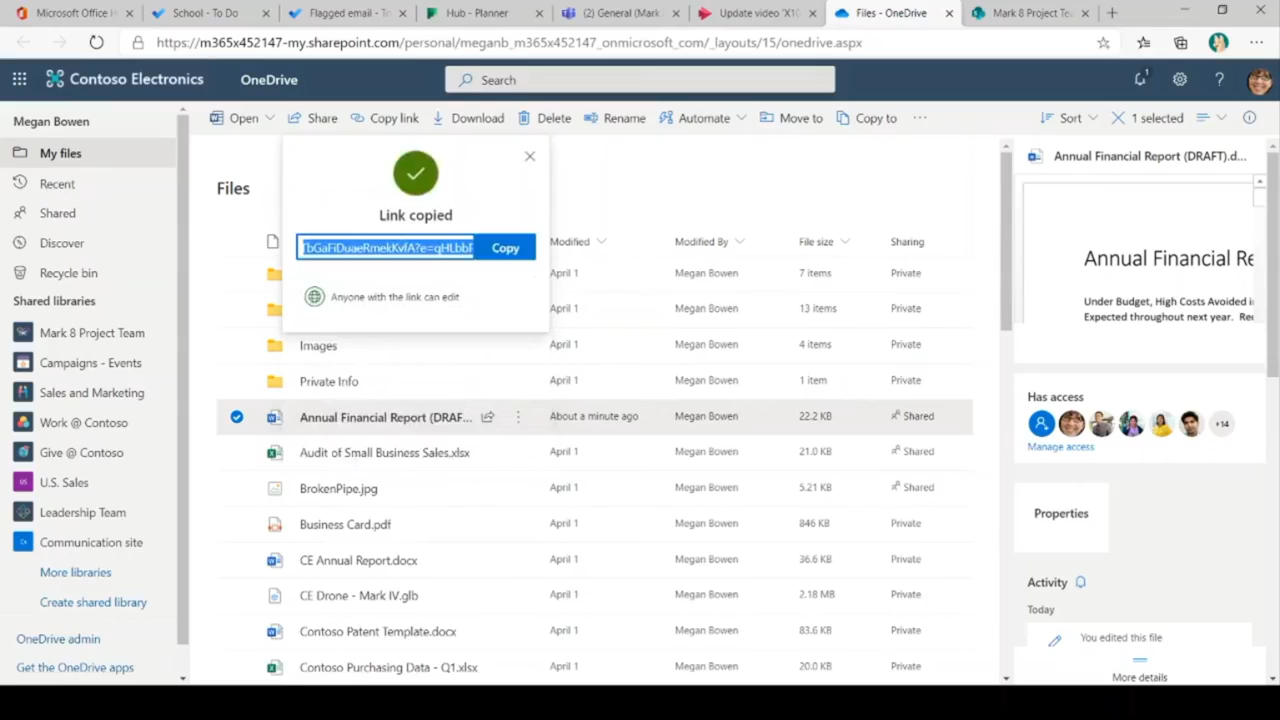 Microsoft Office H
School - To Do
Flagged email - To
Hub - Planner
(2) General (Mark
Update video 'X10
Files - OneDrive
Mark 8 Project Team
https://m365x452147-my.sharepoint.com/personal/meganb_m365x452147_onmicrosoft_com/_layouts/15/onedrive.aspx
Contoso Electronics
OneDrive
Search
1
Megan Bowen
My files
Recent
Shared
Discover
Recycle bin
Shared libraries
Mark 8 Project Team
Campaigns - Events
Sales and Marketing
Work @ Contoso
Give @ Contoso
US U.S. Sales
Leadership Team
Communication site
More libraries
Create shared library
OneDrive admin
Get the OneDrive apps
Open Share Copy link Download Delete Rename Automate Move to Copy to ... Sort 1 selected
Files
Link copied
bGaFiDuaeRmekKvfA?e=qHLbbF
Copy
Anyone with the link can edit
Modified Modified By File size Sharing
April 1 Megan Bowen 7 items Private
April 1 Megan Bowen 13 items Private
Images April 1 Megan Bowen 4 items Private
Private Info April 1 Megan Bowen 1 item Private
Annual Financial Report (DRAF... About a minute ago Megan Bowen 22.2 KB Shared
Audit of Small Business Sales.xlsx April 1 Megan Bowen 21.0 KB Shared
BrokenPipe.jpg April 1 Megan Bowen 5.21 KB Shared
Business Card.pdf April 1 Megan Bowen 846 KB Private
CE Annual Report.docx April 1 Megan Bowen 36.6 KB Private
CE Drone - Mark IV.glb April 1 Megan Bowen 2.18 MB Private
Contoso Patent Template.docx April 1 Megan Bowen 83.6 KB Private
Contoso Purchasing Data - Q1.xlsx April 1 Megan Bowen 20.0 KB Private
Annual Financial Report (DRAFT).d...
Annual Financial Re
Under Budget, High Costs Avoided i
Expected throughout next year. Re
Has access
+14
Manage access
Properties
Activity
Today
You edited this file
More details